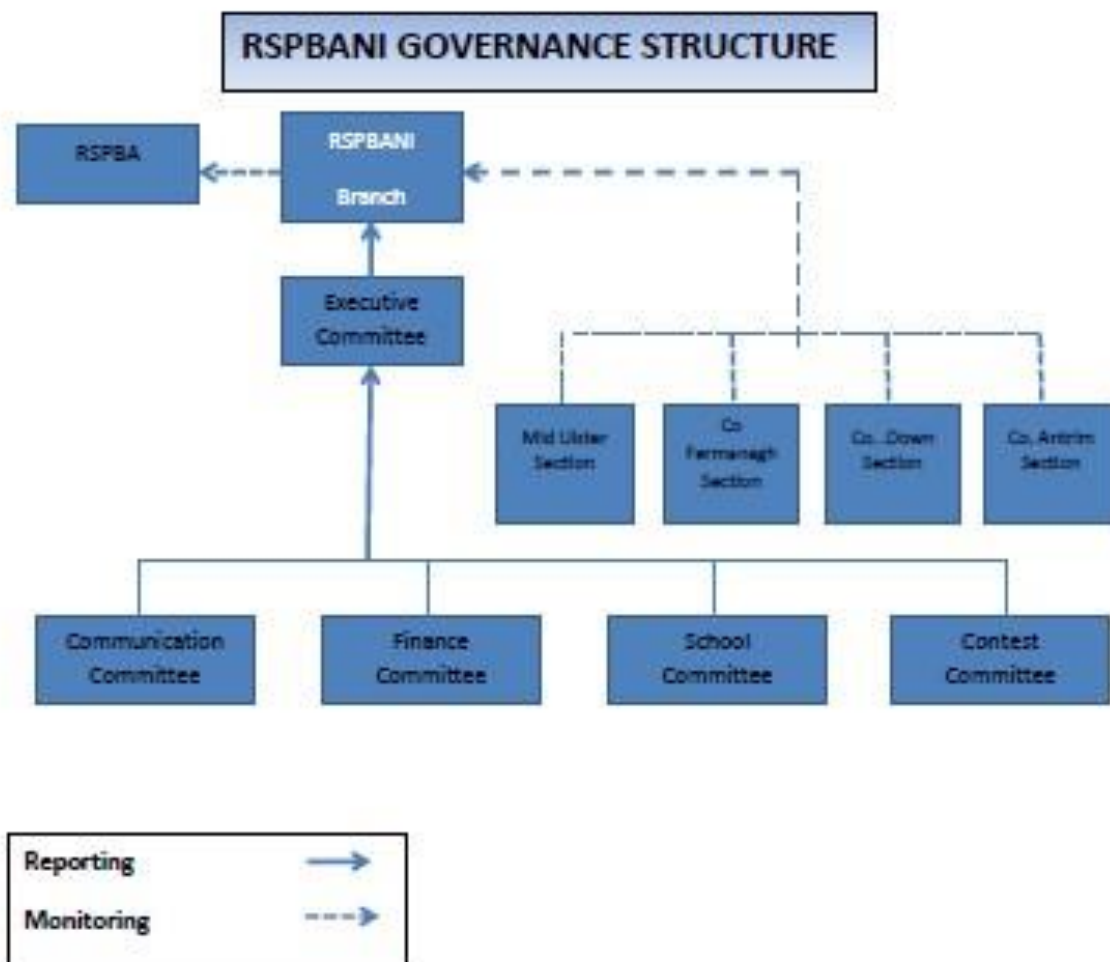 RSPBANI GOVERNANCE STRUCTURE
RSPBA
RSPBANI
Branch
Executive
Committee
Mid Ulster
Section
Co
Fermanagh
Section
Co. .Down
Section
Co. Antrim
Section
Communication
Committee
Finance
Committee
School
Committee
Contest
Committee
Reporting
Monitoring